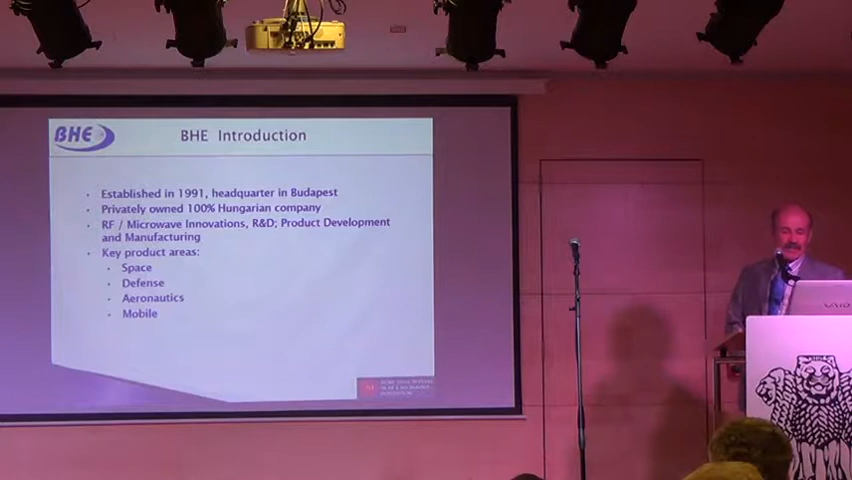 BHE
BHE Introduction
Established in 1991, headquarter in Budapest
Privately owned 100% Hungarian company
RF / Microwave Innovations, R&D; Product Development
and Manufacturing
Key product areas:
Space
Defense
Aeronautics
Mobile
VAIO